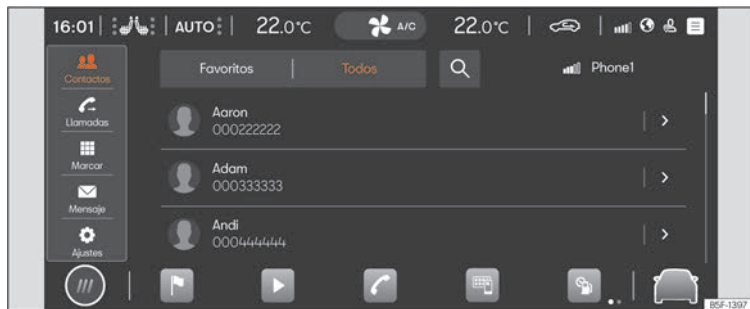 16:01 AUTO 22.0°C A/C 22.0°C
Contactos
Llamadas
Marcar
Mensaje
Ajustes
Favoritos Todos Phone1
Aaron
000222222
Adam
000333333
Andi
000444444
B5F-1397